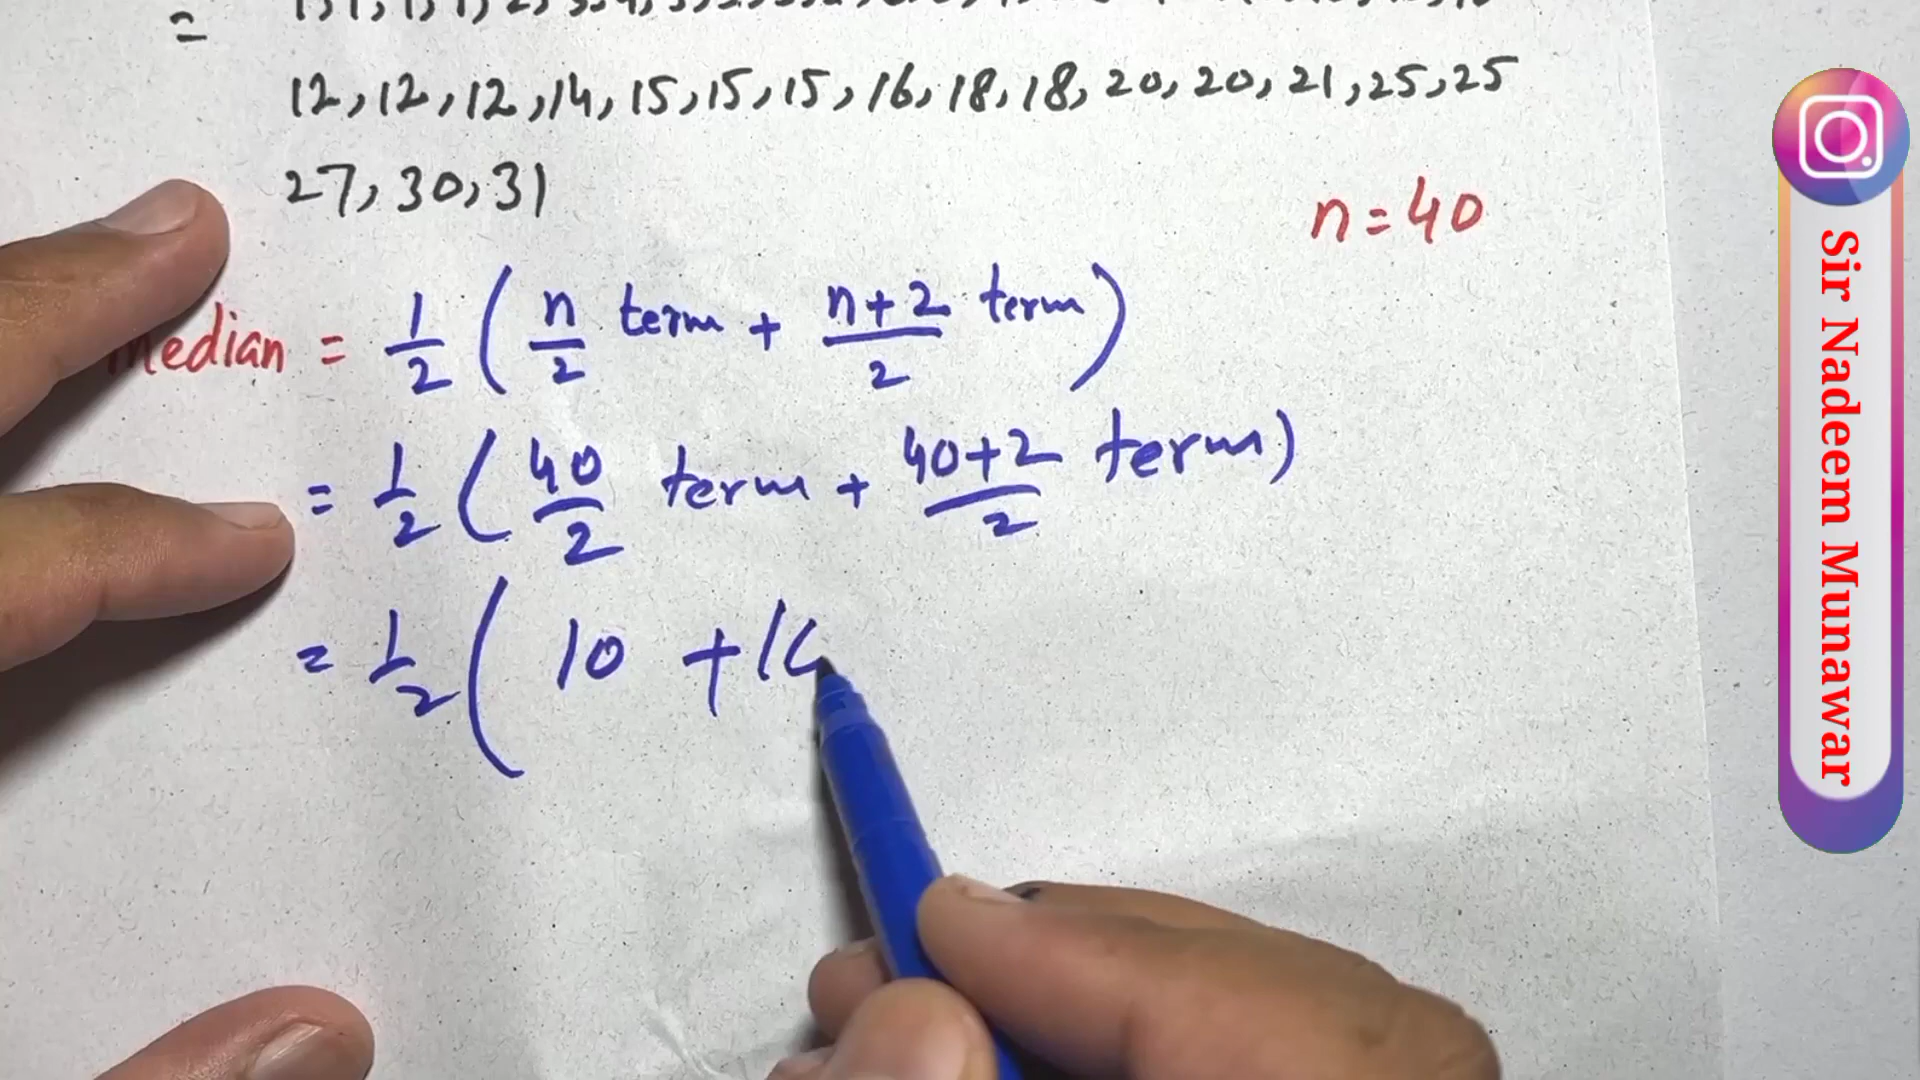 =
12, 12, 12, 14, 15, 15, 15, 16, 18, 18, 20, 20, 21, 25, 25
27, 30, 31
n = 40
median = 1/2 ( n/2 term + n+2/2 term )
= 1/2 ( 40/2 term + 40+2/2 term )
= 1/2 ( 10 + 1
Sir Nadeem Munawar